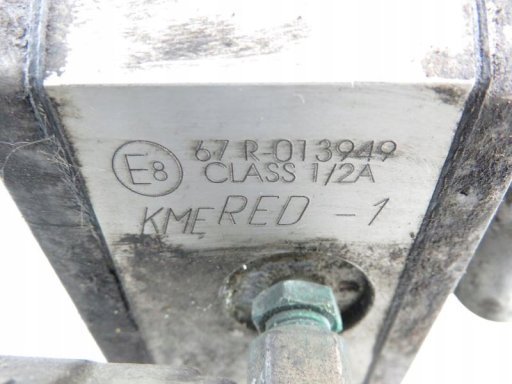 E8 67 R-013949
CLASS 1/2A
KME RED -1